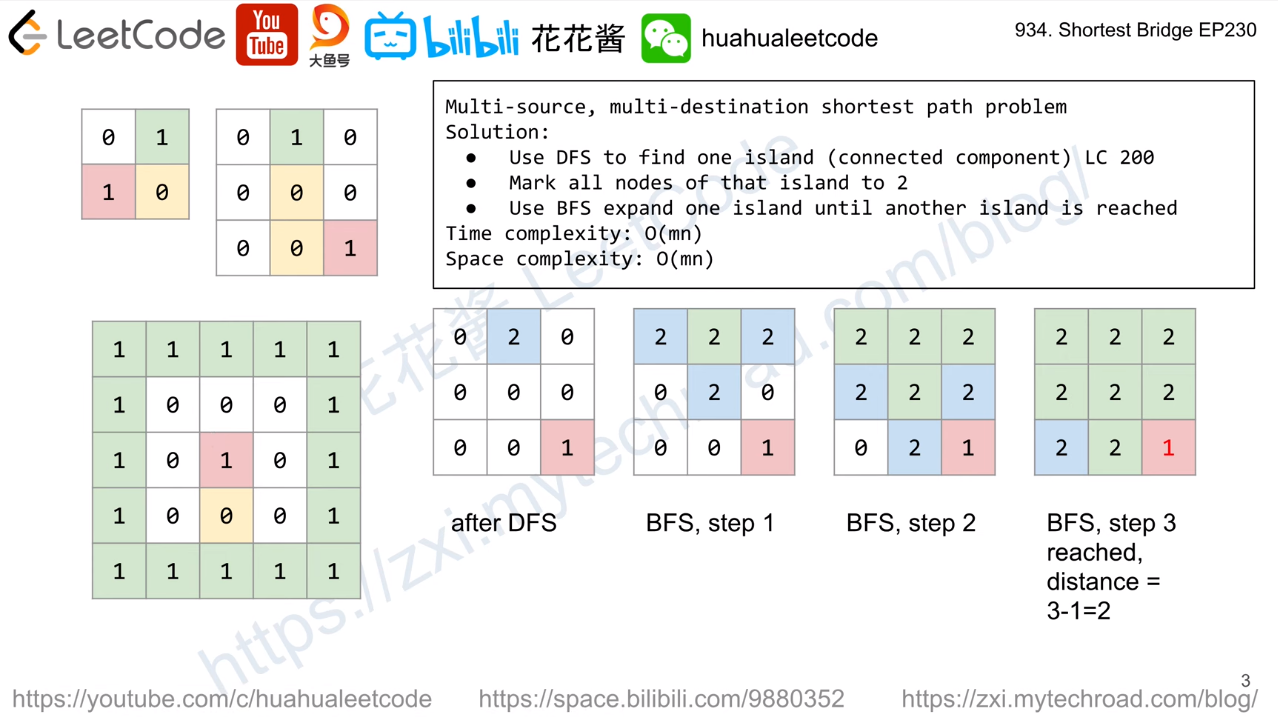 LeetCode
You
Tube
大鱼号
bilibili
花花酱
huahualeetcode
934. Shortest Bridge EP230
0 1
1 0
0 1 0
0 0 0
0 0 1
Multi-source, multi-destination shortest path problem
Solution:
● Use DFS to find one island (connected component) LC 200
● Mark all nodes of that island to 2
● Use BFS expand one island until another island is reached
Time complexity: O(mn)
Space complexity: O(mn)
1 1 1 1 1
1 0 0 0 1
1 0 1 0 1
1 0 0 0 1
1 1 1 1 1
0 2 0
0 0 0
0 0 1
after DFS
2 2 2
0 2 0
0 0 1
BFS, step 1
2 2 2
2 2 2
0 2 1
BFS, step 2
2 2 2
2 2 2
2 2 1
BFS, step 3
reached,
distance =
3-1=2
花花酱 LeetCode
https://zxi.mytechroad.com/blog/
3
https://youtube.com/c/huahualeetcode
https://space.bilibili.com/9880352
https://zxi.mytechroad.com/blog/